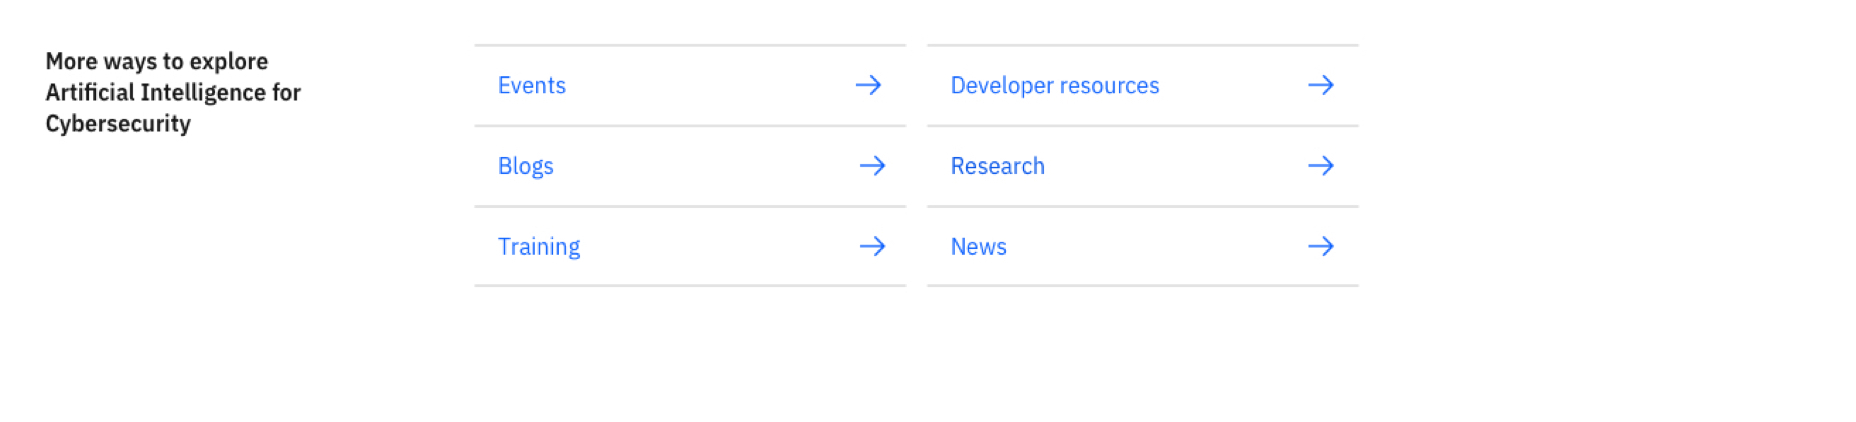 More ways to explore
Artificial Intelligence for
Cybersecurity
Events
Developer resources
Blogs
Research
Training
News